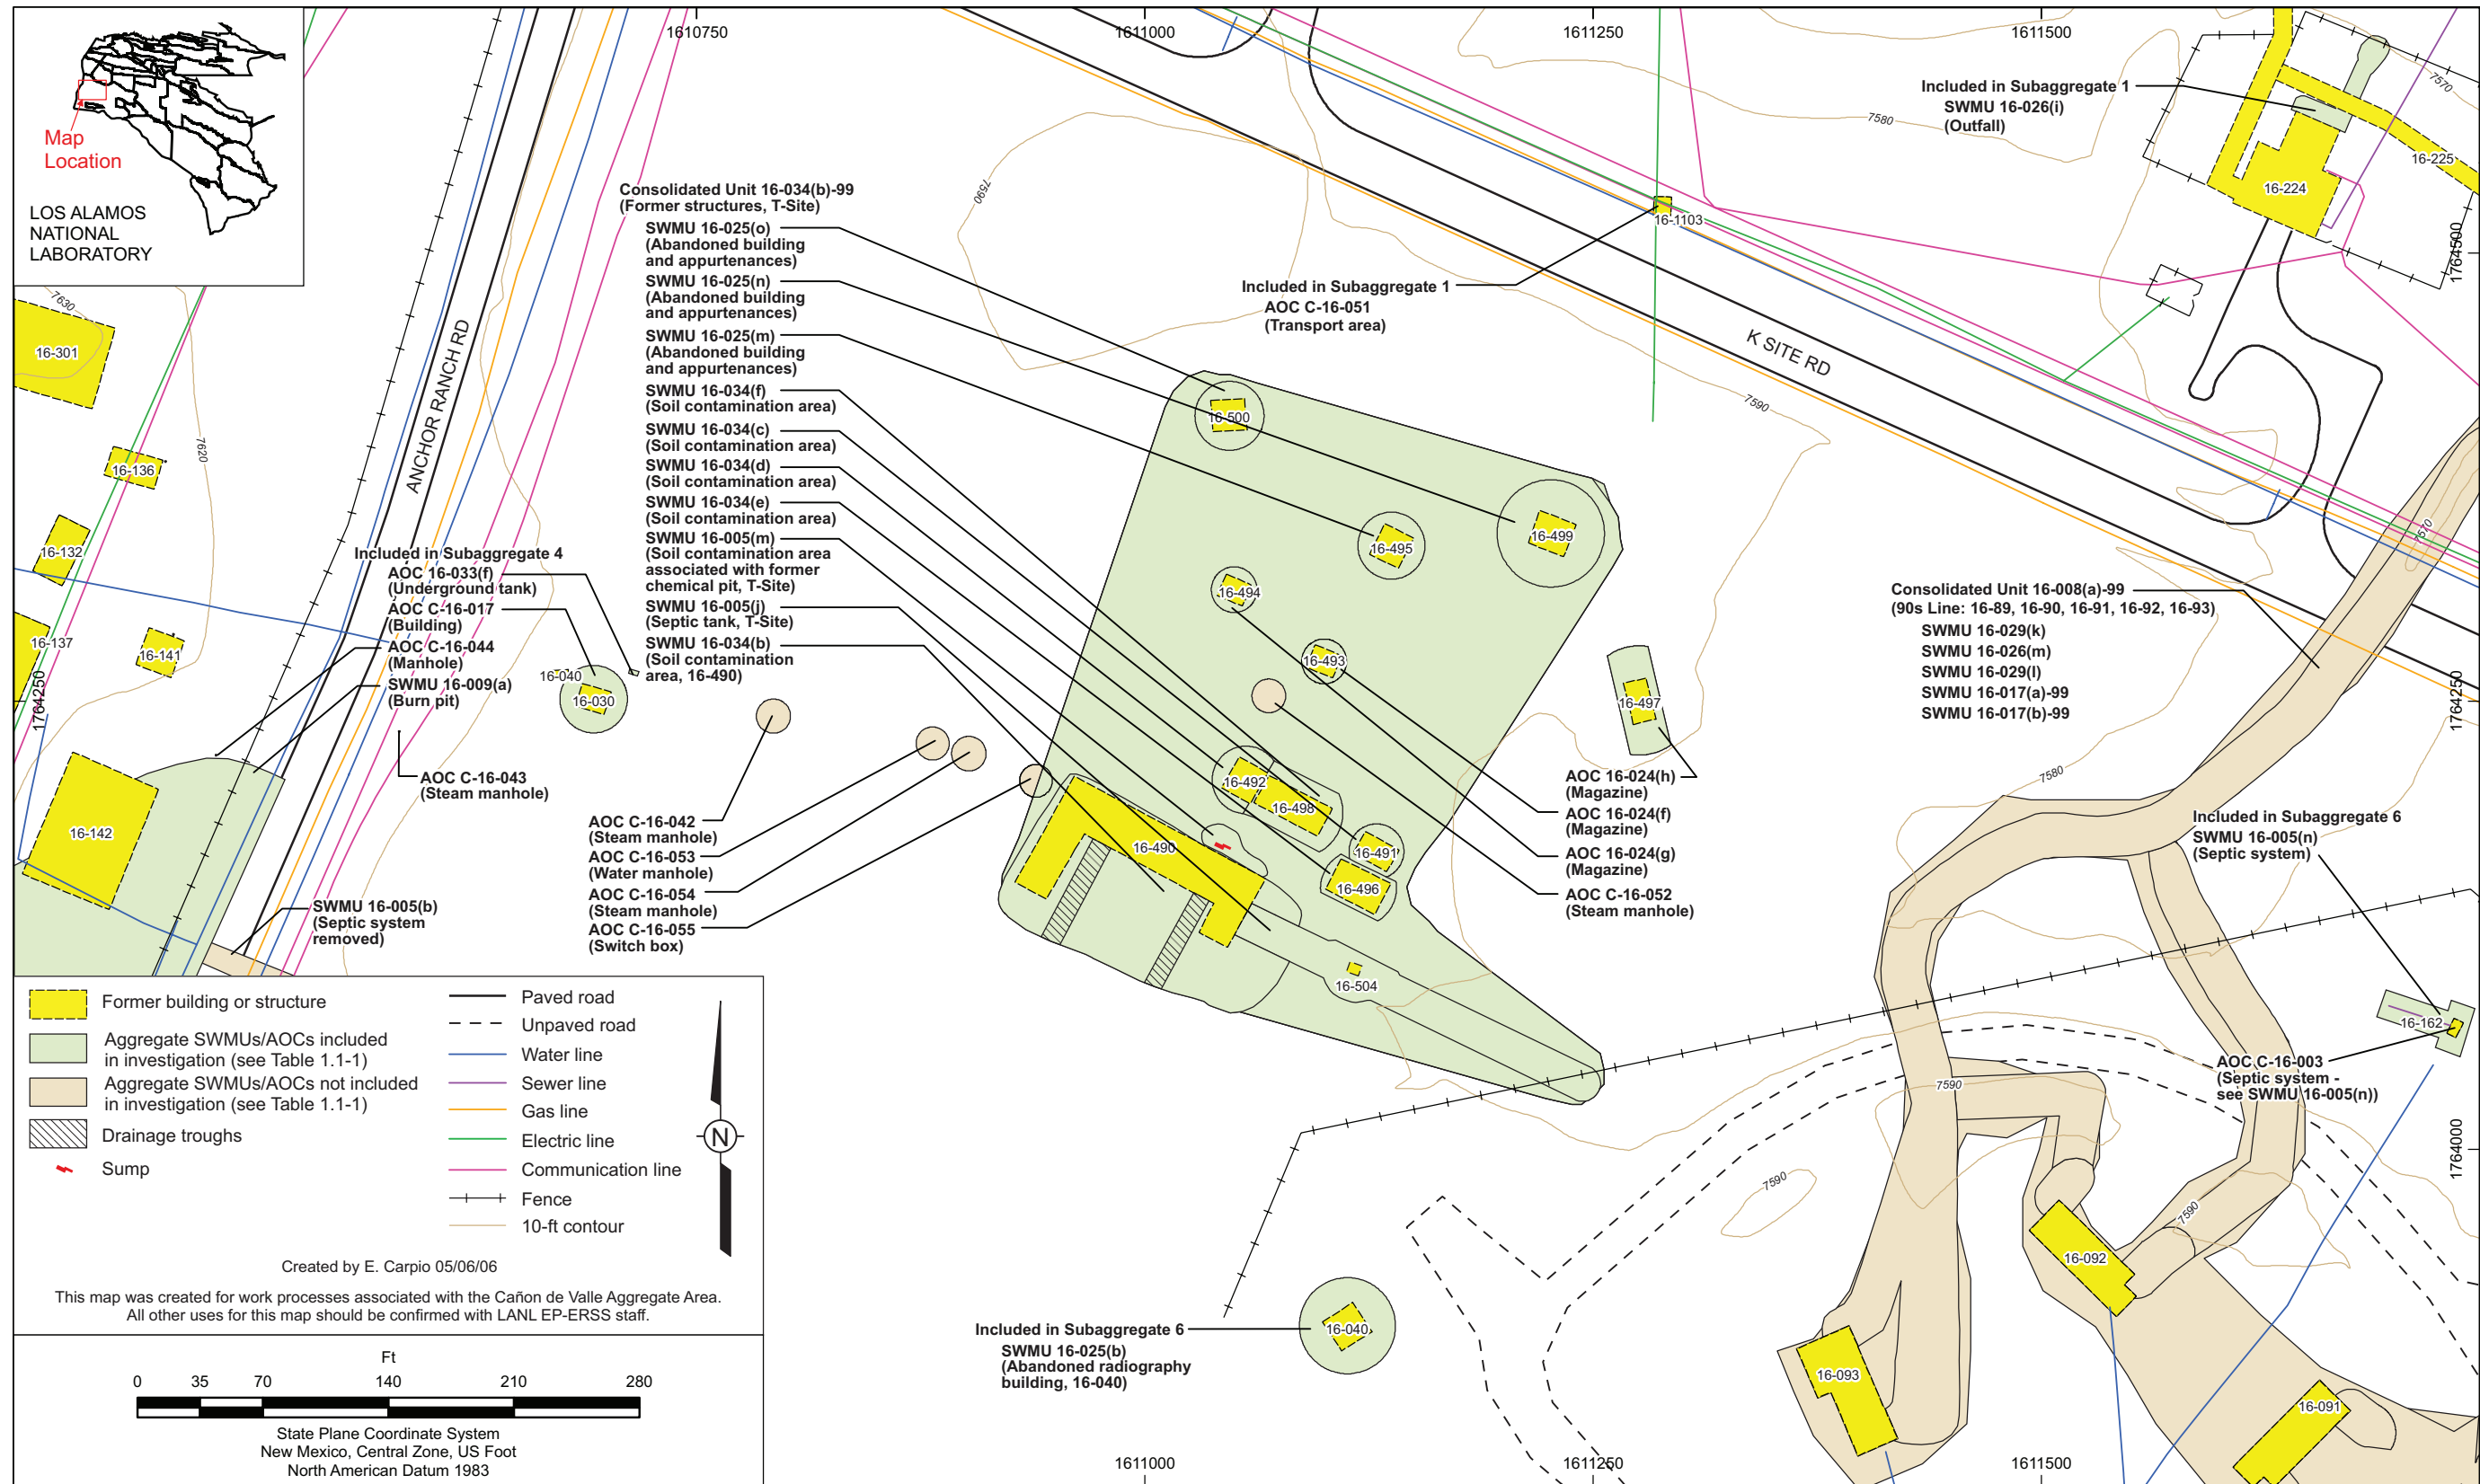 1610750
1611000
1611250
1611500
Map
Location
LOS ALAMOS
NATIONAL
LABORATORY
Included in Subaggregate 1
SWMU 16-026(i)
(Outfall)
7570
7580
16-225
16-224
7590
Consolidated Unit 16-034(b)-99
(Former structures, T-Site)
SWMU 16-025(o)
(Abandoned building
and appurtenances)
SWMU 16-025(n)
(Abandoned building
and appurtenances)
SWMU 16-025(m)
(Abandoned building
and appurtenances)
SWMU 16-034(f)
(Soil contamination area)
SWMU 16-034(c)
(Soil contamination area)
SWMU 16-034(d)
(Soil contamination area)
SWMU 16-034(e)
(Soil contamination area)
SWMU 16-005(m)
(Soil contamination area
associated with former
chemical pit, T-Site)
SWMU 16-005(j)
(Septic tank, T-Site)
SWMU 16-034(b)
(Soil contamination
area, 16-490)
16-1103
1764500
Included in Subaggregate 1
AOC C-16-051
(Transport area)
K SITE RD
7590
7630
16-301
ANCHOR RANCH RD
7620
16-136
16-132
16-137
16-141
1764250
Included in Subaggregate 4
AOC 16-033(f)
(Underground tank)
AOC C-16-017
(Building)
AOC C-16-044
(Manhole)
SWMU 16-009(a)
(Burn pit)
16-040
16-030
AOC C-16-043
(Steam manhole)
16-142
SWMU 16-005(b)
(Septic system
removed)
AOC C-16-042
(Steam manhole)
AOC C-16-053
(Water manhole)
AOC C-16-054
(Steam manhole)
AOC C-16-055
(Switch box)
16-500
16-495
16-499
16-494
16-493
16-497
16-492
16-498
16-490
16-491
16-496
16-504
AOC 16-024(h)
(Magazine)
AOC 16-024(f)
(Magazine)
AOC 16-024(g)
(Magazine)
AOC C-16-052
(Steam manhole)
7570
Consolidated Unit 16-008(a)-99
(90s Line: 16-89, 16-90, 16-91, 16-92, 16-93)
SWMU 16-029(k)
SWMU 16-026(m)
SWMU 16-029(l)
SWMU 16-017(a)-99
SWMU 16-017(b)-99
1764250
7580
Included in Subaggregate 6
SWMU 16-005(n)
(Septic system)
16-162
AOC C-16-003
(Septic system -
see SWMU 16-005(n))
1764000
7590
7590
7590
16-092
16-093
16-091
Included in Subaggregate 6
SWMU 16-025(b)
(Abandoned radiography
building, 16-040)
16-040
Former building or structure
Aggregate SWMUs/AOCs included
in investigation (see Table 1.1-1)
Aggregate SWMUs/AOCs not included
in investigation (see Table 1.1-1)
Drainage troughs
Sump
Paved road
Unpaved road
Water line
Sewer line
Gas line
Electric line
Communication line
Fence
10-ft contour
N
Created by E. Carpio 05/06/06
This map was created for work processes associated with the Cañon de Valle Aggregate Area.
All other uses for this map should be confirmed with LANL EP-ERSS staff.
Ft
0 35 70 140 210 280
State Plane Coordinate System
New Mexico, Central Zone, US Foot
North American Datum 1983
1611000
1611250
1611500